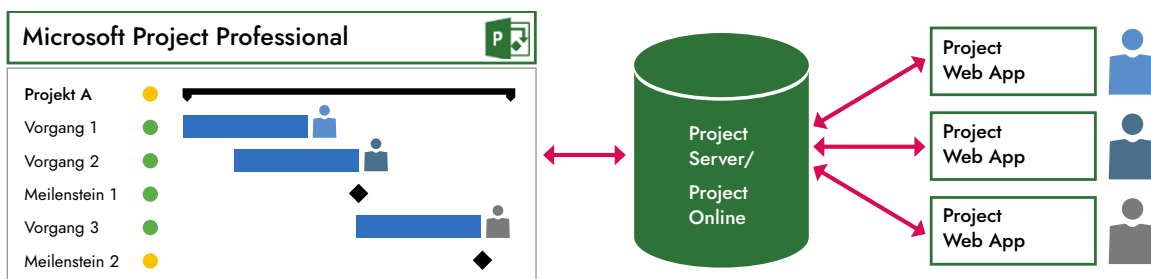 Microsoft Project Professional
P
Projekt A
Vorgang 1
Vorgang 2
Meilenstein 1
Vorgang 3
Meilenstein 2
Project
Server/
Project
Online
Project
Web App
Project
Web App
Project
Web App